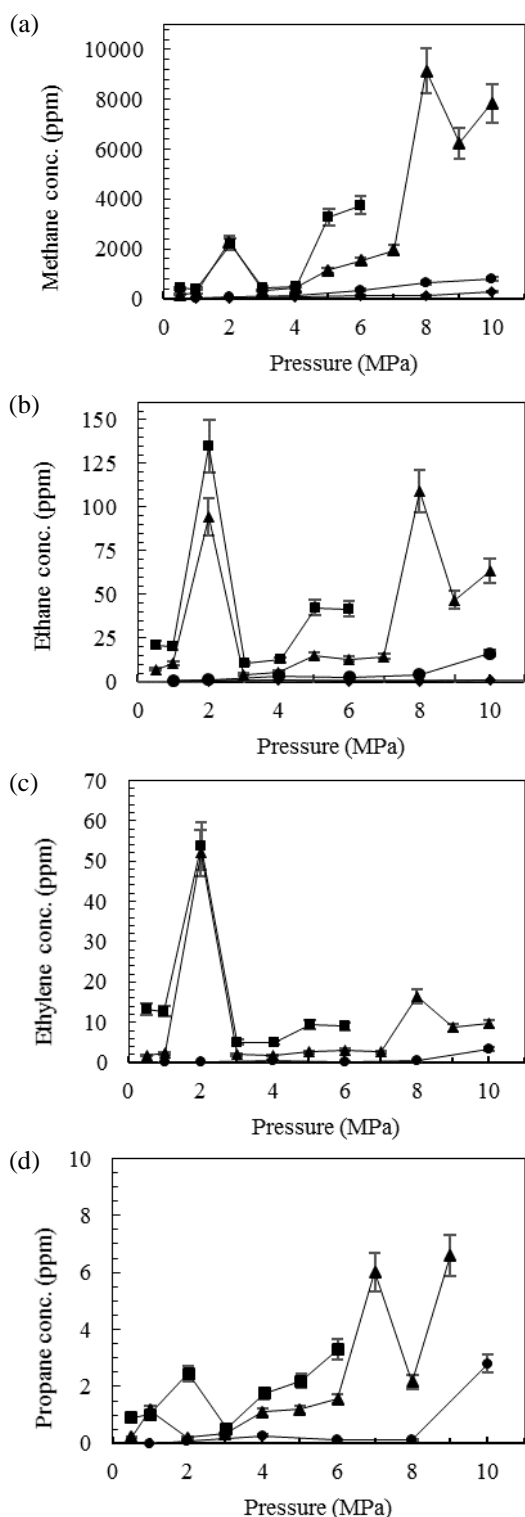 (a)
Methane conc. (ppm)
10000
8000
6000
4000
2000
0
0 2 4 6 8 10
Pressure (MPa)
(b)
Ethane conc. (ppm)
150
125
100
75
50
25
0
0 2 4 6 8 10
Pressure (MPa)
(c)
Ethylene conc. (ppm)
70
60
50
40
30
20
10
0
0 2 4 6 8 10
Pressure (MPa)
(d)
Propane conc. (ppm)
10
8
6
4
2
0
0 2 4 6 8 10
Pressure (MPa)